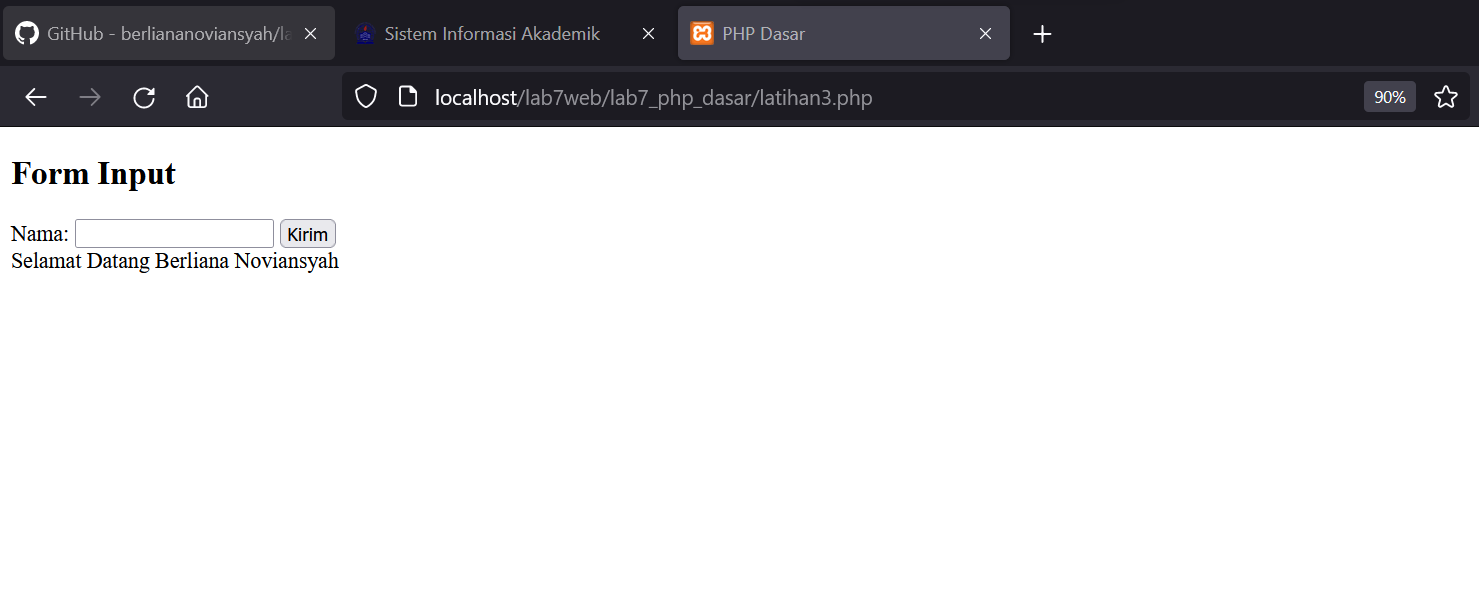 GitHub - berliananoviansyah/la
Sistem Informasi Akademik
PHP Dasar
localhost/lab7web/lab7_php_dasar/latihan3.php
90%
Form Input
Nama: Kirim
Selamat Datang Berliana Noviansyah